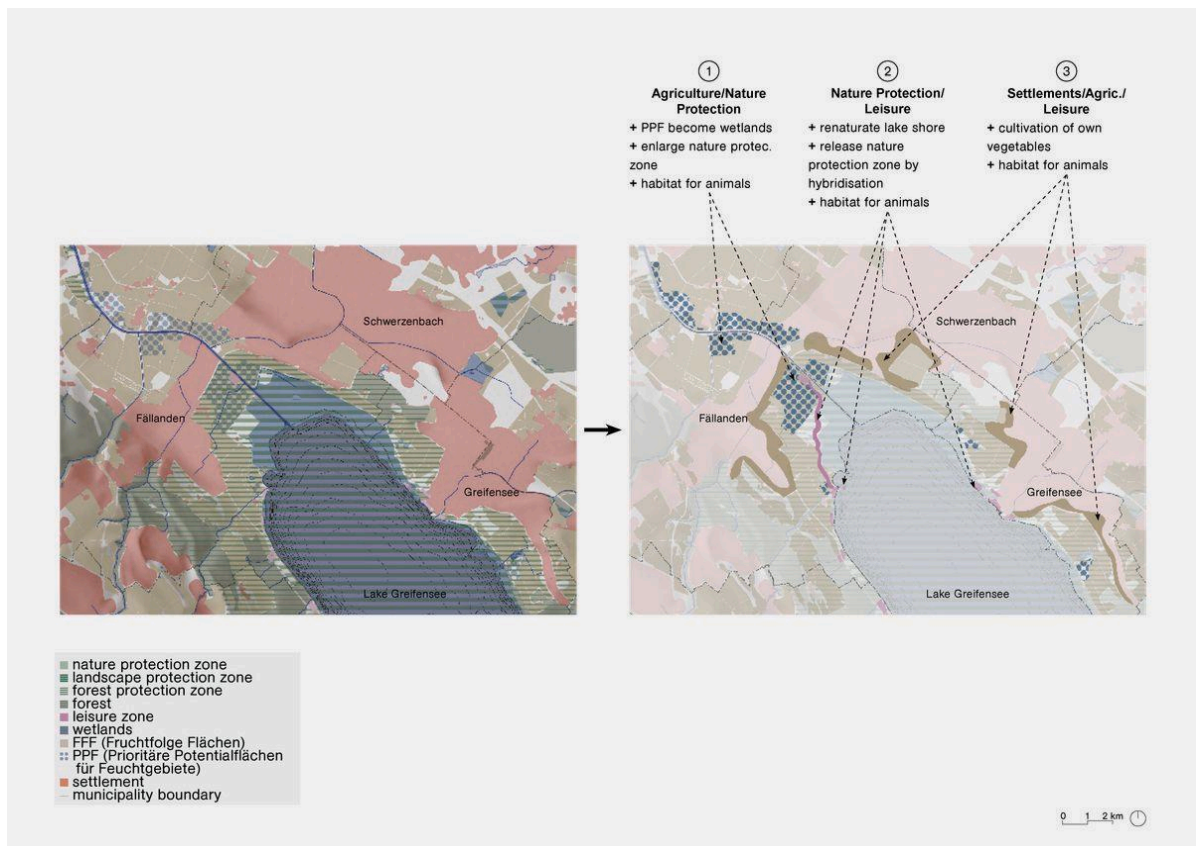 1
Agriculture/Nature
Protection
+ PPF become wetlands
+ enlarge nature protec.
zone
+ habitat for animals
2
Nature Protection/
Leisure
+ renaturate lake shore
+ release nature
protection zone by
hybridisation
+ habitat for animals
3
Settlements/Agric./
Leisure
+ cultivation of own
vegetables
+ habitat for animals
Schwerzenbach
Fällanden
Greifensee
Lake Greifensee
Schwerzenbach
Fällanden
Greifensee
Lake Greifensee
nature protection zone
landscape protection zone
forest protection zone
forest
leisure zone
wetlands
FFF (Fruchtfolge Flächen)
PPF (Prioritäre Potentialflächen
für Feuchtgebiete)
settlement
municipality boundary
0 1 2 km